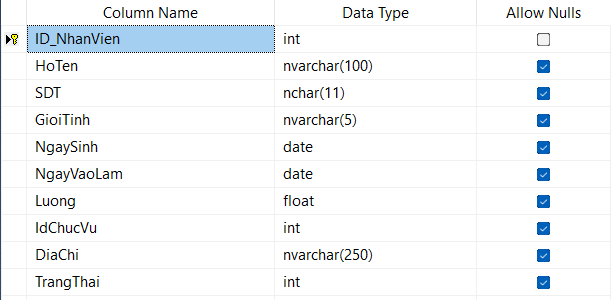 Column Name Data Type Allow Nulls
ID_NhanVien int
HoTen nvarchar(100)
SDT nchar(11)
GioiTinh nvarchar(5)
NgaySinh date
NgayVaoLam date
Luong float
IdChucVu int
DiaChi nvarchar(250)
TrangThai int